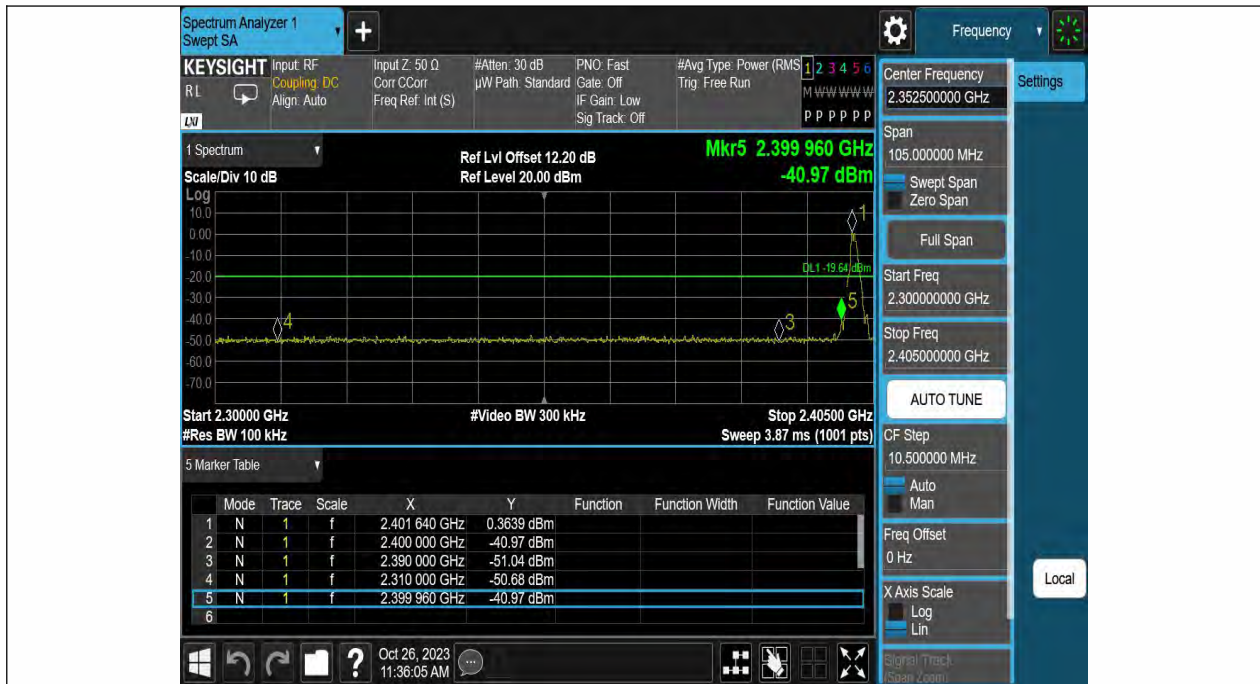 Spectrum Analyzer 1
Swept SA
+
Frequency
KEYSIGHT
R L
LXI
Input: RF
Coupling: DC
Align: Auto
Input Z: 50 Ω
Corr CCorr
Freq Ref: Int (S)
#Atten: 30 dB
µW Path: Standard
PNO: Fast
Gate: Off
IF Gain: Low
Sig Track: Off
#Avg Type: Power (RMS
Trig: Free Run
1 2 3 4 5 6
M W W W W W
P P P P P P
1 Spectrum
Scale/Div 10 dB
Ref Lvl Offset 12.20 dB
Ref Level 20.00 dBm
Mkr5 2.399 960 GHz
-40.97 dBm
Log
10.0
0.00
-10.0
-20.0
-30.0
-40.0
-50.0
-60.0
-70.0
1
DL1 -19.64 dBm
5
4
3
Start 2.30000 GHz
#Video BW 300 kHz
Stop 2.40500 GHz
#Res BW 100 kHz
Sweep 3.87 ms (1001 pts)
5 Marker Table
Mode Trace Scale X Y Function Function Width Function Value
1 N 1 f 2.401 640 GHz 0.3639 dBm
2 N 1 f 2.400 000 GHz -40.97 dBm
3 N 1 f 2.390 000 GHz -51.04 dBm
4 N 1 f 2.310 000 GHz -50.68 dBm
5 N 1 f 2.399 960 GHz -40.97 dBm
6
Oct 26, 2023
11:36:05 AM
?
Center Frequency
2.352500000 GHz
Span
105.000000 MHz
Swept Span
Zero Span
Full Span
Start Freq
2.300000000 GHz
Stop Freq
2.405000000 GHz
AUTO TUNE
CF Step
10.500000 MHz
Auto
Man
Freq Offset
0 Hz
X Axis Scale
Log
Lin
Signal Track
(Span Zoom)
Settings
Local